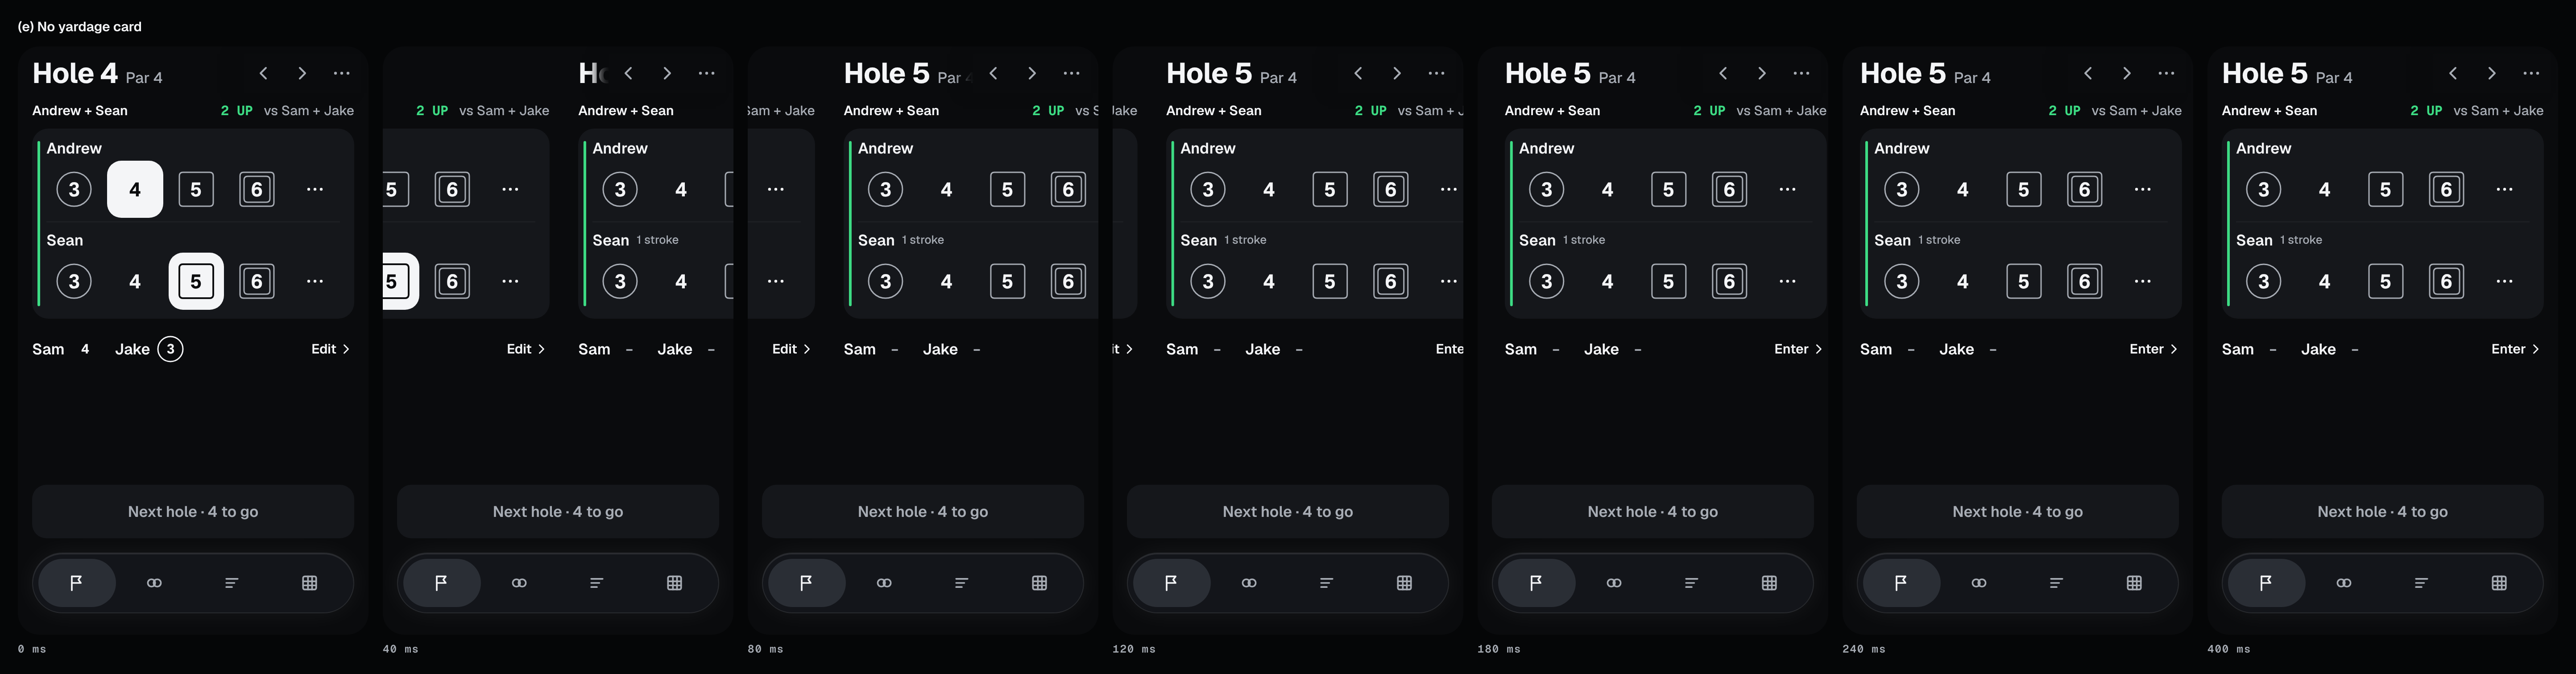 (e) No yardage card
Hole 4 Par 4
Andrew + Sean 2 UP vs Sam + Jake
Andrew
3 4 5 6 ...
Sean
3 4 5 6 ...
Sam 4 Jake 3 Edit >
Next hole · 4 to go
0 ms
Ho
2 UP vs Sam + Jake Andrew + Sean
Andrew
5 6 ... 3 4
Sean 1 stroke
5 6 ... 3 4
Edit > Sam – Jake –
Next hole · 4 to go
40 ms
Hole 5 Par 4
Sam + Jake Andrew + Sean 2 UP vs S
Andrew
... 3 4 5 6
Sean 1 stroke
... 3 4 5 6
Edit > Sam – Jake –
Next hole · 4 to go
80 ms
Hole 5 Par 4
Jake Andrew + Sean 2 UP vs Sam + J
Andrew
3 4 5 6 ...
Sean 1 stroke
3 4 5 6 ...
it > Sam – Jake – Ente
Next hole · 4 to go
120 ms
Hole 5 Par 4
Andrew + Sean 2 UP vs Sam + Jake
Andrew
3 4 5 6 ...
Sean 1 stroke
3 4 5 6 ...
Sam – Jake – Enter >
Next hole · 4 to go
180 ms
Hole 5 Par 4
Andrew + Sean 2 UP vs Sam + Jake
Andrew
3 4 5 6 ...
Sean 1 stroke
3 4 5 6 ...
Sam – Jake – Enter >
Next hole · 4 to go
240 ms
Hole 5 Par 4
Andrew + Sean 2 UP vs Sam + Jake
Andrew
3 4 5 6 ...
Sean 1 stroke
3 4 5 6 ...
Sam – Jake – Enter >
Next hole · 4 to go
400 ms